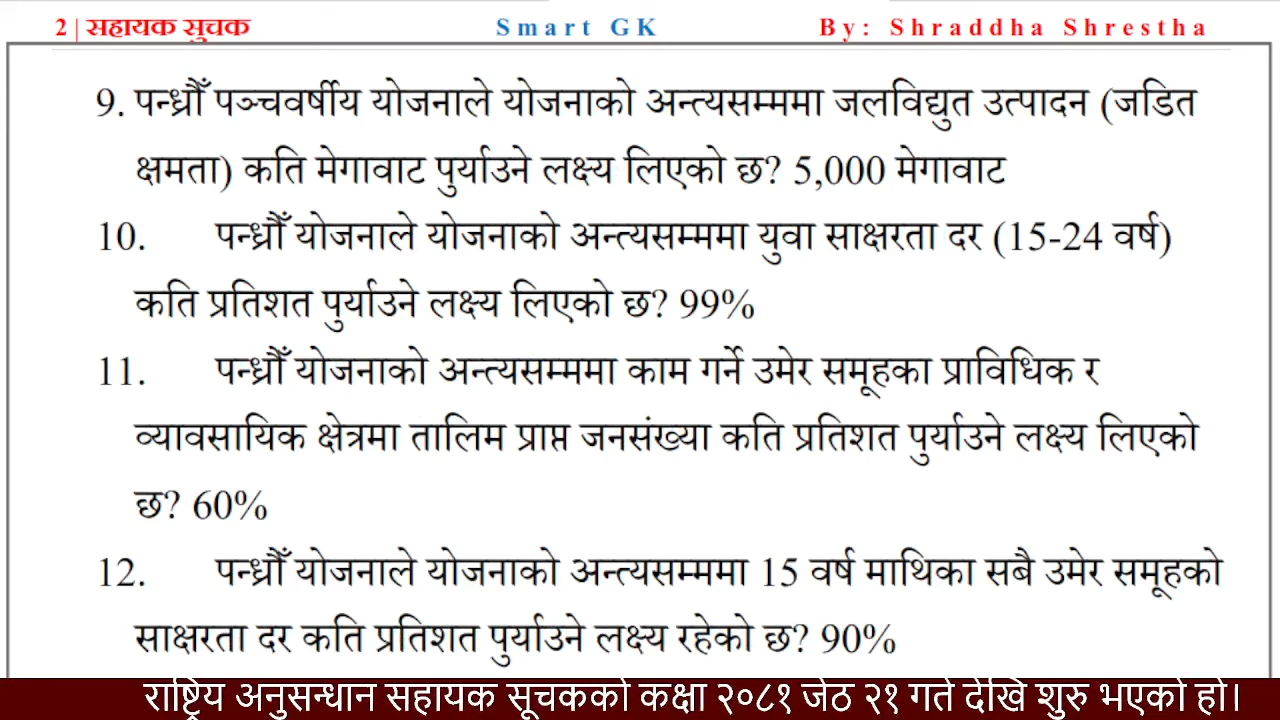 2 | सहायक सुचक Smart GK By: Shraddha Shrestha
9. पन्ध्रौँ पञ्चवर्षीय योजनाले योजनाको अन्त्यसम्ममा जलविद्युत उत्पादन (जडित
क्षमता) कति मेगावाट पुर्याउने लक्ष्य लिएको छ? 5,000 मेगावाट
10. पन्ध्रौँ योजनाले योजनाको अन्त्यसम्ममा युवा साक्षरता दर (15-24 वर्ष)
कति प्रतिशत पुर्याउने लक्ष्य लिएको छ? 99%
11. पन्ध्रौँ योजनाको अन्त्यसम्ममा काम गर्ने उमेर समूहका प्राविधिक र
व्यावसायिक क्षेत्रमा तालिम प्राप्त जनसंख्या कति प्रतिशत पुर्याउने लक्ष्य लिएको
छ? 60%
12. पन्ध्रौँ योजनाले योजनाको अन्त्यसम्ममा 15 वर्ष माथिका सबै उमेर समूहको
साक्षरता दर कति प्रतिशत पुर्याउने लक्ष्य रहेको छ? 90%
राष्ट्रिय अनुसन्धान सहायक सूचकको कक्षा २०८१ जेठ २१ गते देखि शुरु भएको हो।